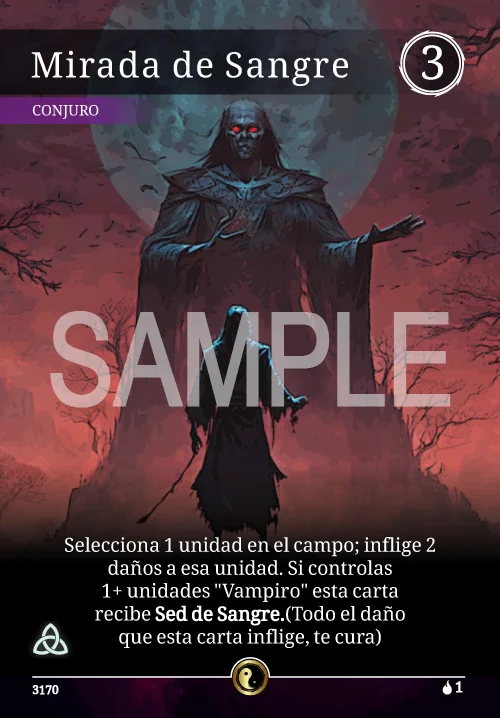 Mirada de Sangre
3
CONJURO
SAMPLE
Selecciona 1 unidad en el campo; inflige 2
daños a esa unidad. Si controlas
1+ unidades "Vampiro" esta carta
recibe Sed de Sangre.(Todo el daño
que esta carta inflige, te cura)
3170
1